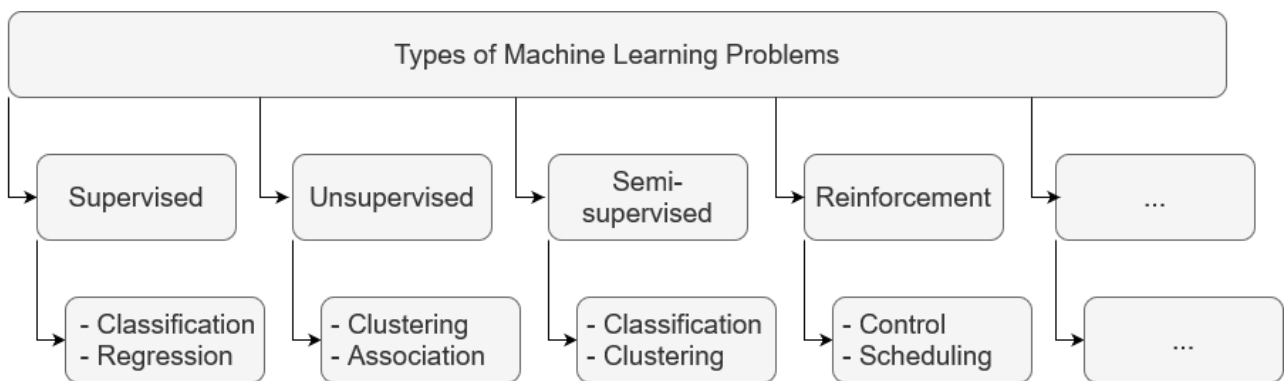 Types of Machine Learning Problems
Supervised
Unsupervised
Semi-
supervised
Reinforcement
...
- Classification
- Regression
- Clustering
- Association
- Classification
- Clustering
- Control
- Scheduling
...